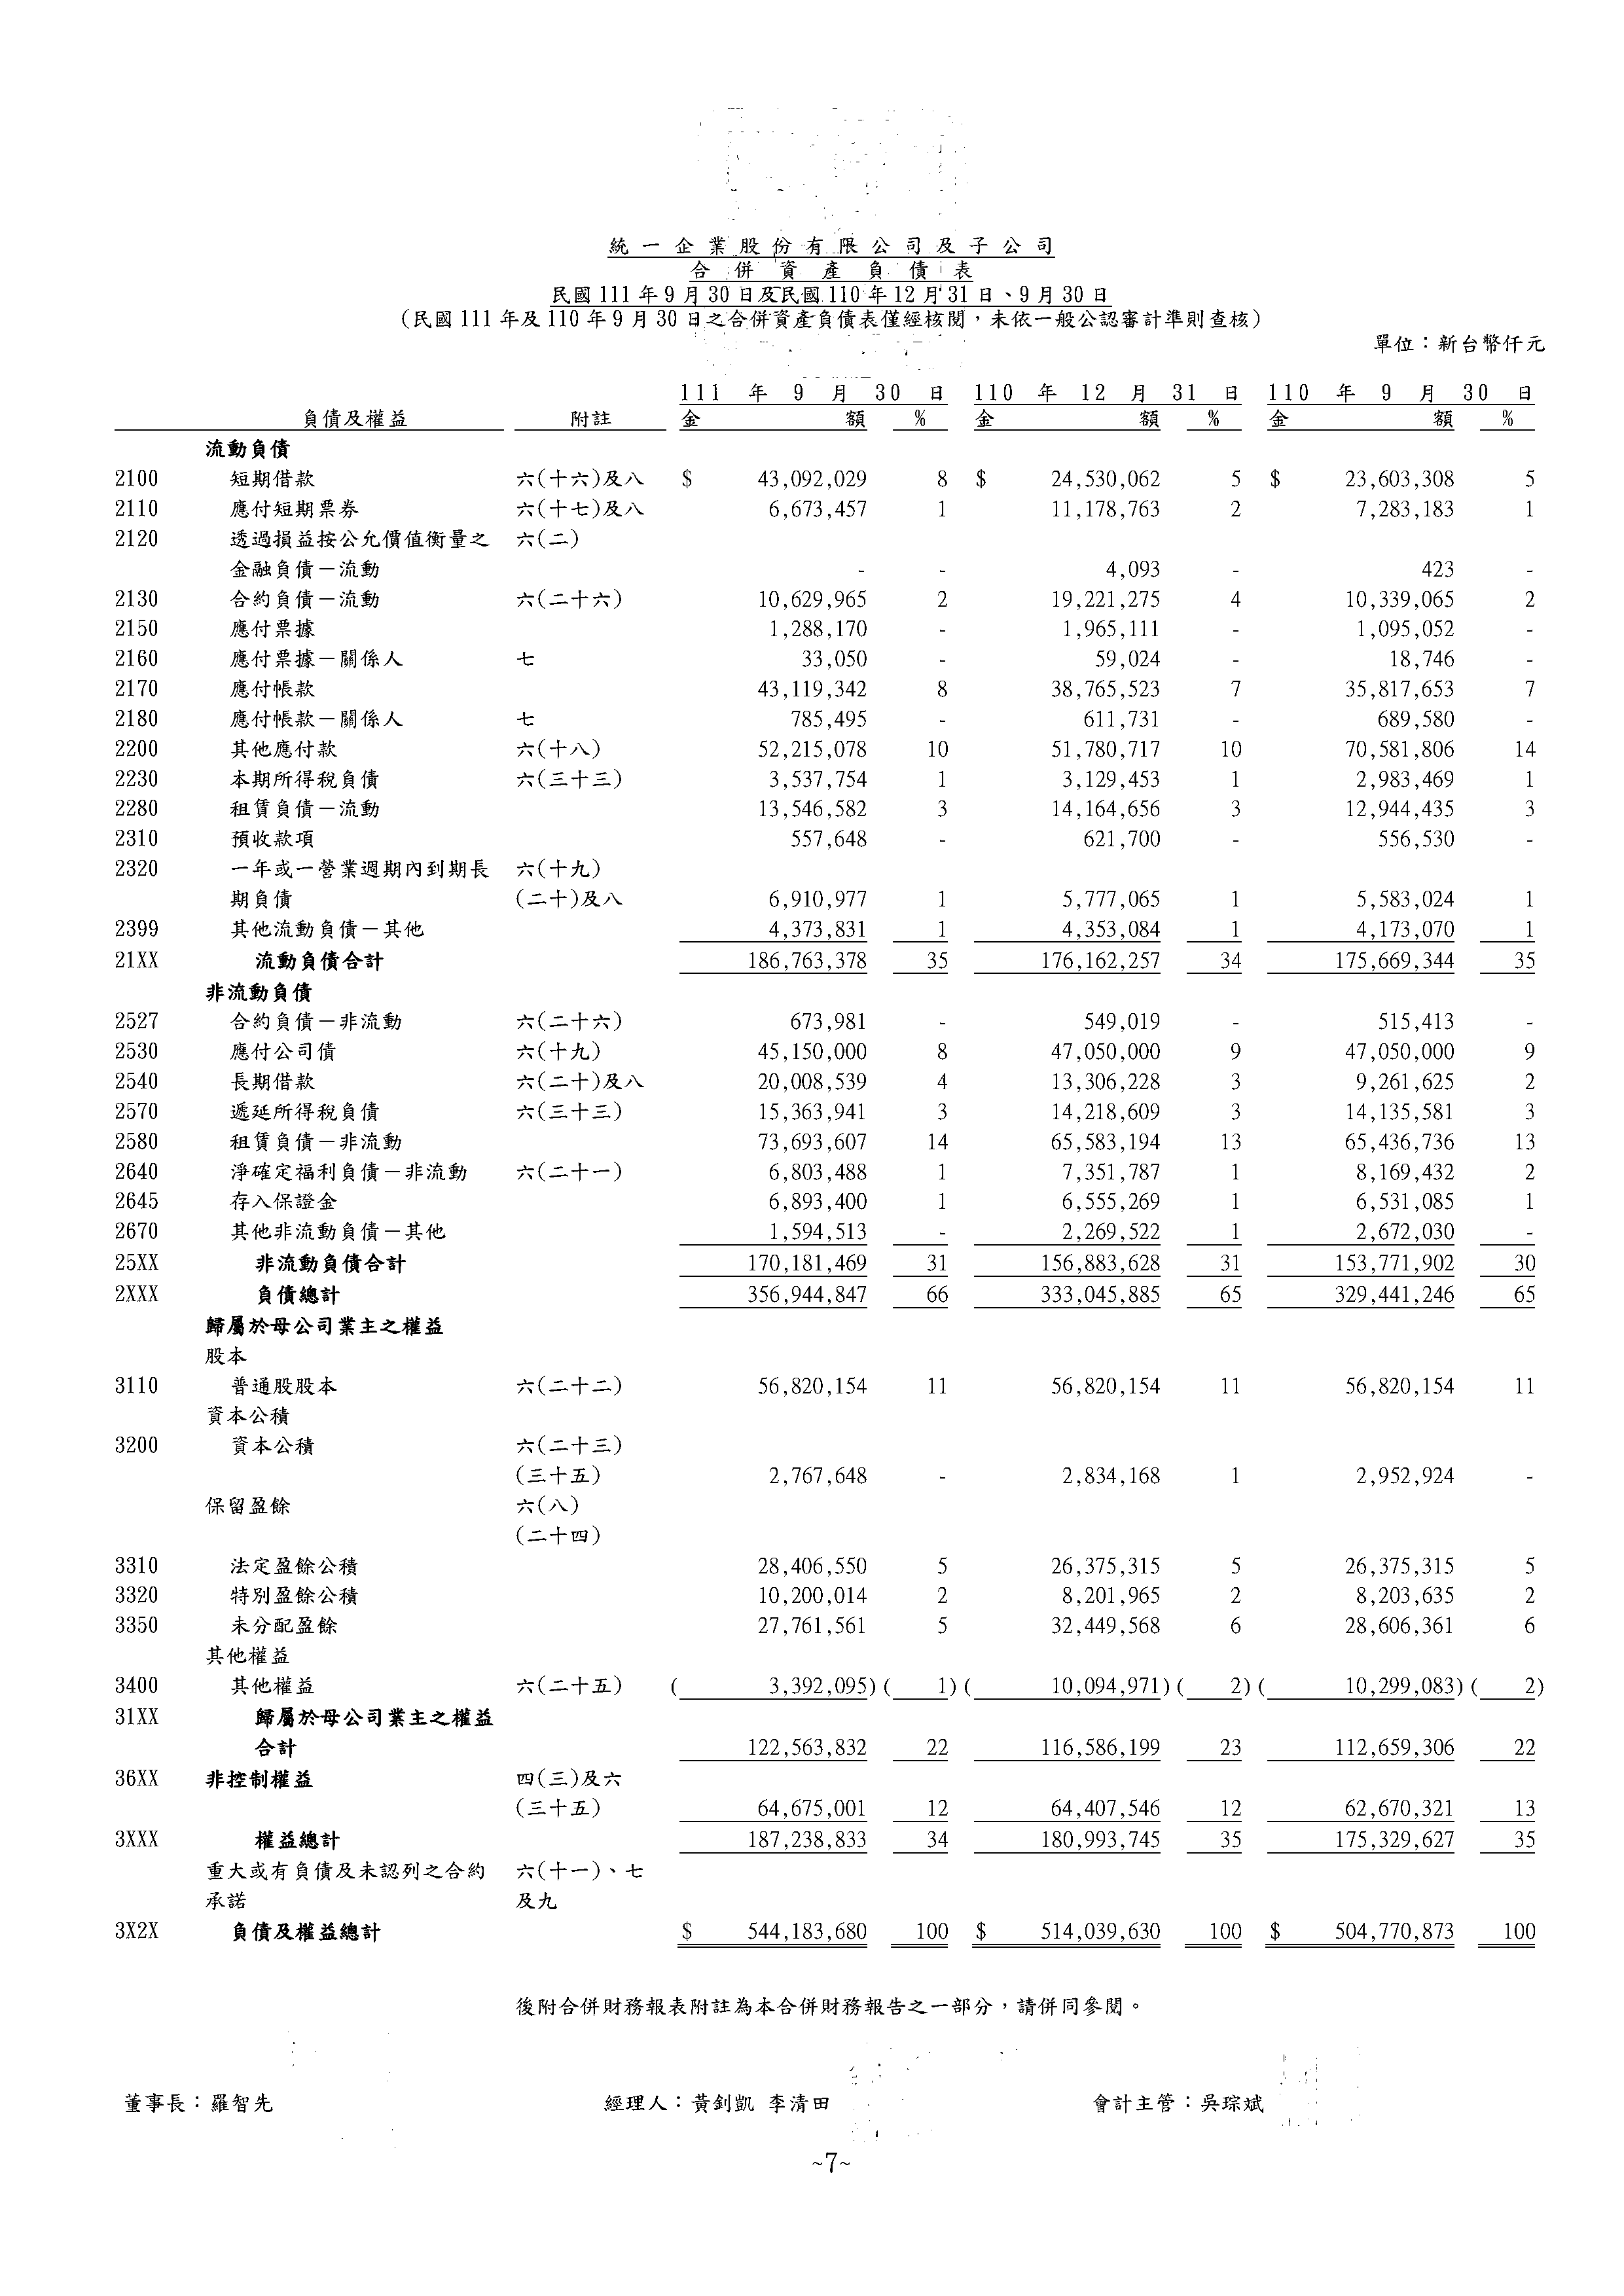 統一企業股份有限公司及子公司
合併資產負債表
民國111年9月30日及民國110年12月31日、9月30日
（民國111年及110年9月30日之合併資產負債表僅經核閱，未依一般公認審計準則查核）
單位：新台幣仟元
111 年 9 月 30 日 110 年 12 月 31 日 110 年 9 月 30 日
負債及權益 附註 金 額 % 金 額 % 金 額 %
流動負債
2100 短期借款 六(十六)及八 $ 43,092,029 8 $ 24,530,062 5 $ 23,603,308 5
2110 應付短期票券 六(十七)及八 6,673,457 1 11,178,763 2 7,283,183 1
2120 透過損益按公允價值衡量之 六(二)
金融負債－流動 - - 4,093 - 423 -
2130 合約負債－流動 六(二十六) 10,629,965 2 19,221,275 4 10,339,065 2
2150 應付票據 1,288,170 - 1,965,111 - 1,095,052 -
2160 應付票據－關係人 七 33,050 - 59,024 - 18,746 -
2170 應付帳款 43,119,342 8 38,765,523 7 35,817,653 7
2180 應付帳款－關係人 七 785,495 - 611,731 - 689,580 -
2200 其他應付款 六(十八) 52,215,078 10 51,780,717 10 70,581,806 14
2230 本期所得稅負債 六(三十三) 3,537,754 1 3,129,453 1 2,983,469 1
2280 租賃負債－流動 13,546,582 3 14,164,656 3 12,944,435 3
2310 預收款項 557,648 - 621,700 - 556,530 -
2320 一年或一營業週期內到期長 六(十九)
期負債 (二十)及八 6,910,977 1 5,777,065 1 5,583,024 1
2399 其他流動負債－其他 4,373,831 1 4,353,084 1 4,173,070 1
21XX 流動負債合計 186,763,378 35 176,162,257 34 175,669,344 35
非流動負債
2527 合約負債－非流動 六(二十六) 673,981 - 549,019 - 515,413 -
2530 應付公司債 六(十九) 45,150,000 8 47,050,000 9 47,050,000 9
2540 長期借款 六(二十)及八 20,008,539 4 13,306,228 3 9,261,625 2
2570 遞延所得稅負債 六(三十三) 15,363,941 3 14,218,609 3 14,135,581 3
2580 租賃負債－非流動 73,693,607 14 65,583,194 13 65,436,736 13
2640 淨確定福利負債－非流動 六(二十一) 6,803,488 1 7,351,787 1 8,169,432 2
2645 存入保證金 6,893,400 1 6,555,269 1 6,531,085 1
2670 其他非流動負債－其他 1,594,513 - 2,269,522 1 2,672,030 -
25XX 非流動負債合計 170,181,469 31 156,883,628 31 153,771,902 30
2XXX 負債總計 356,944,847 66 333,045,885 65 329,441,246 65
歸屬於母公司業主之權益
股本
3110 普通股股本 六(二十二) 56,820,154 11 56,820,154 11 56,820,154 11
資本公積
3200 資本公積 六(二十三)
(三十五) 2,767,648 - 2,834,168 1 2,952,924 -
保留盈餘 六(八)
(二十四)
3310 法定盈餘公積 28,406,550 5 26,375,315 5 26,375,315 5
3320 特別盈餘公積 10,200,014 2 8,201,965 2 8,203,635 2
3350 未分配盈餘 27,761,561 5 32,449,568 6 28,606,361 6
其他權益
3400 其他權益 六(二十五) ( 3,392,095) ( 1) ( 10,094,971) ( 2) ( 10,299,083) ( 2)
31XX 歸屬於母公司業主之權益
合計 122,563,832 22 116,586,199 23 112,659,306 22
36XX 非控制權益 四(三)及六
(三十五) 64,675,001 12 64,407,546 12 62,670,321 13
3XXX 權益總計 187,238,833 34 180,993,745 35 175,329,627 35
重大或有負債及未認列之合約 六(十一)、七
承諾 及九
3X2X 負債及權益總計 $ 544,183,680 100 $ 514,039,630 100 $ 504,770,873 100
後附合併財務報表附註為本合併財務報告之一部分，請併同參閱。
董事長：羅智先 經理人：黃釗凱 李清田 會計主管：吳琮斌
~7~